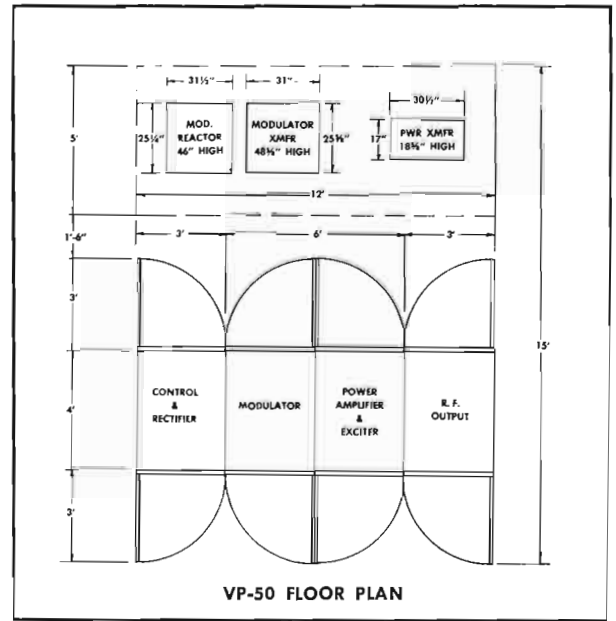 31½"
31"
30½"
MOD.
REACTOR
46" HIGH
25¼"
MODULATOR
XMFR
48⅝" HIGH
25⅝"
17"
PWR XMFR
18⅝" HIGH
5'
12'
1'-6"
3'
6'
3'
3'
15'
CONTROL
&
RECTIFIER
MODULATOR
POWER
AMPLIFIER
&
EXCITER
R. F.
OUTPUT
4'
3'
VP-50 FLOOR PLAN